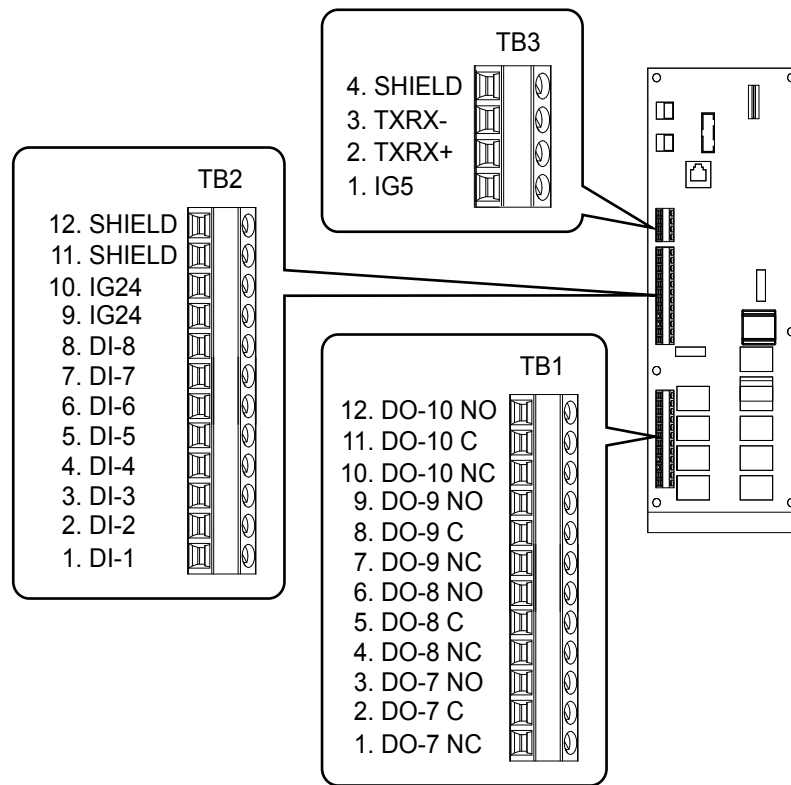 TB3
4. SHIELD
3. TXRX-
2. TXRX+
1. IG5
TB2
12. SHIELD
11. SHIELD
10. IG24
9. IG24
8. DI-8
7. DI-7
6. DI-6
5. DI-5
4. DI-4
3. DI-3
2. DI-2
1. DI-1
TB1
12. DO-10 NO
11. DO-10 C
10. DO-10 NC
9. DO-9 NO
8. DO-9 C
7. DO-9 NC
6. DO-8 NO
5. DO-8 C
4. DO-8 NC
3. DO-7 NO
2. DO-7 C
1. DO-7 NC